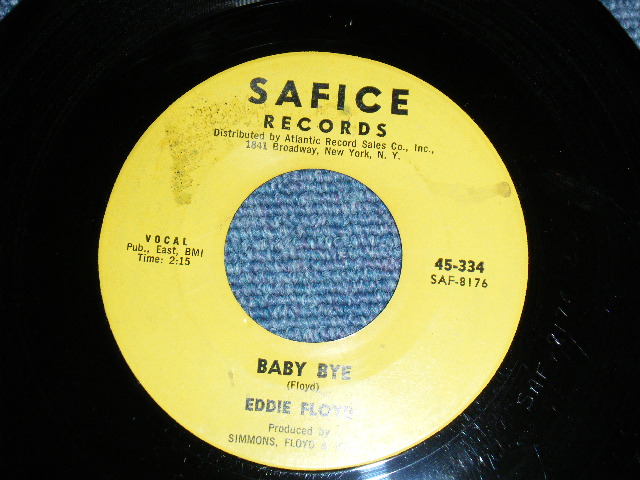 SAFICE
RECORDS
Distributed by Atlantic Record Sales Co., Inc.,
1841 Broadway, New York, N. Y.
VOCAL
Pub., East, BMI
Time: 2:15
45-334
SAF-8176
BABY BYE
(Floyd)
EDDIE FLOYD
Produced by
SIMMONS, FLOYD &